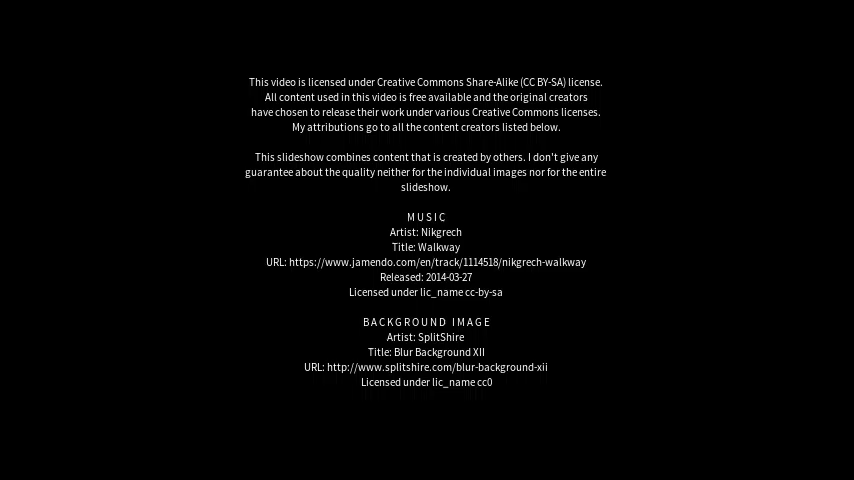 This video is licensed under Creative Commons Share-Alike (CC BY-SA) license.
All content used in this video is free available and the original creators
have chosen to release their work under various Creative Commons licenses.
My attributions go to all the content creators listed below.
This slideshow combines content that is created by others. I don't give any
guarantee about the quality neither for the individual images nor for the entire
slideshow.
MUSIC
Artist: Nikgrech
Title: Walkway
URL: https://www.jamendo.com/en/track/1114518/nikgrech-walkway
Released: 2014-03-27
Licensed under lic_name cc-by-sa
BACKGROUND IMAGE
Artist: SplitShire
Title: Blur Background XII
URL: http://www.splitshire.com/blur-background-xii
Licensed under lic_name cc0